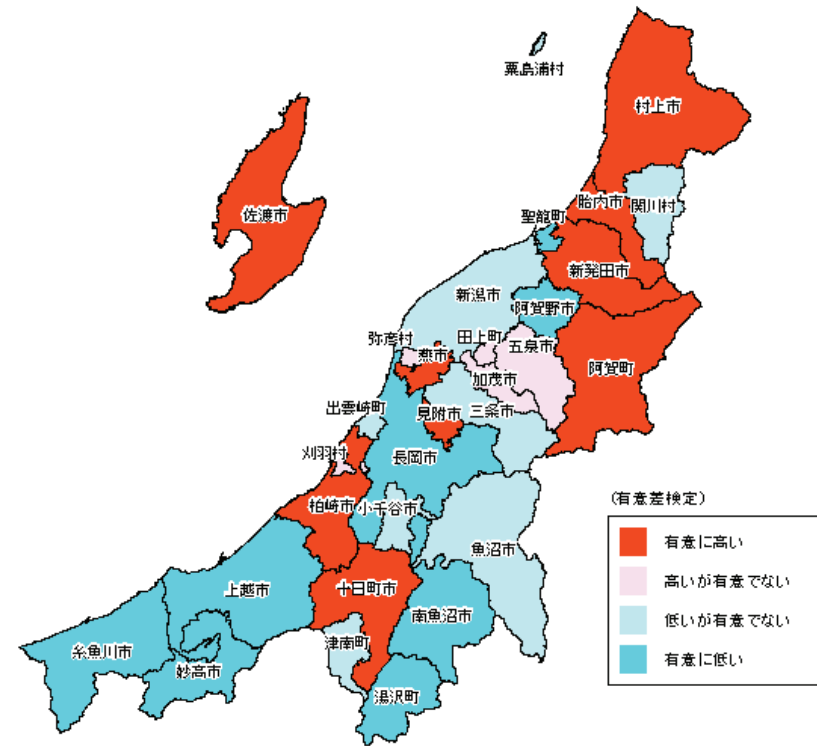 粟島浦村
村上市
佐渡市
胎内市
関川村
聖籠町
新発田市
新潟市
阿賀野市
弥彦村
燕市
田上町
五泉市
阿賀町
加茂市
出雲崎町
見附市
三条市
刈羽村
長岡市
柏崎市
小千谷市
魚沼市
上越市
十日町市
南魚沼市
糸魚川市
妙高市
津南町
湯沢町
(有意差検定)
有意に高い
高いが有意でない
低いが有意でない
有意に低い